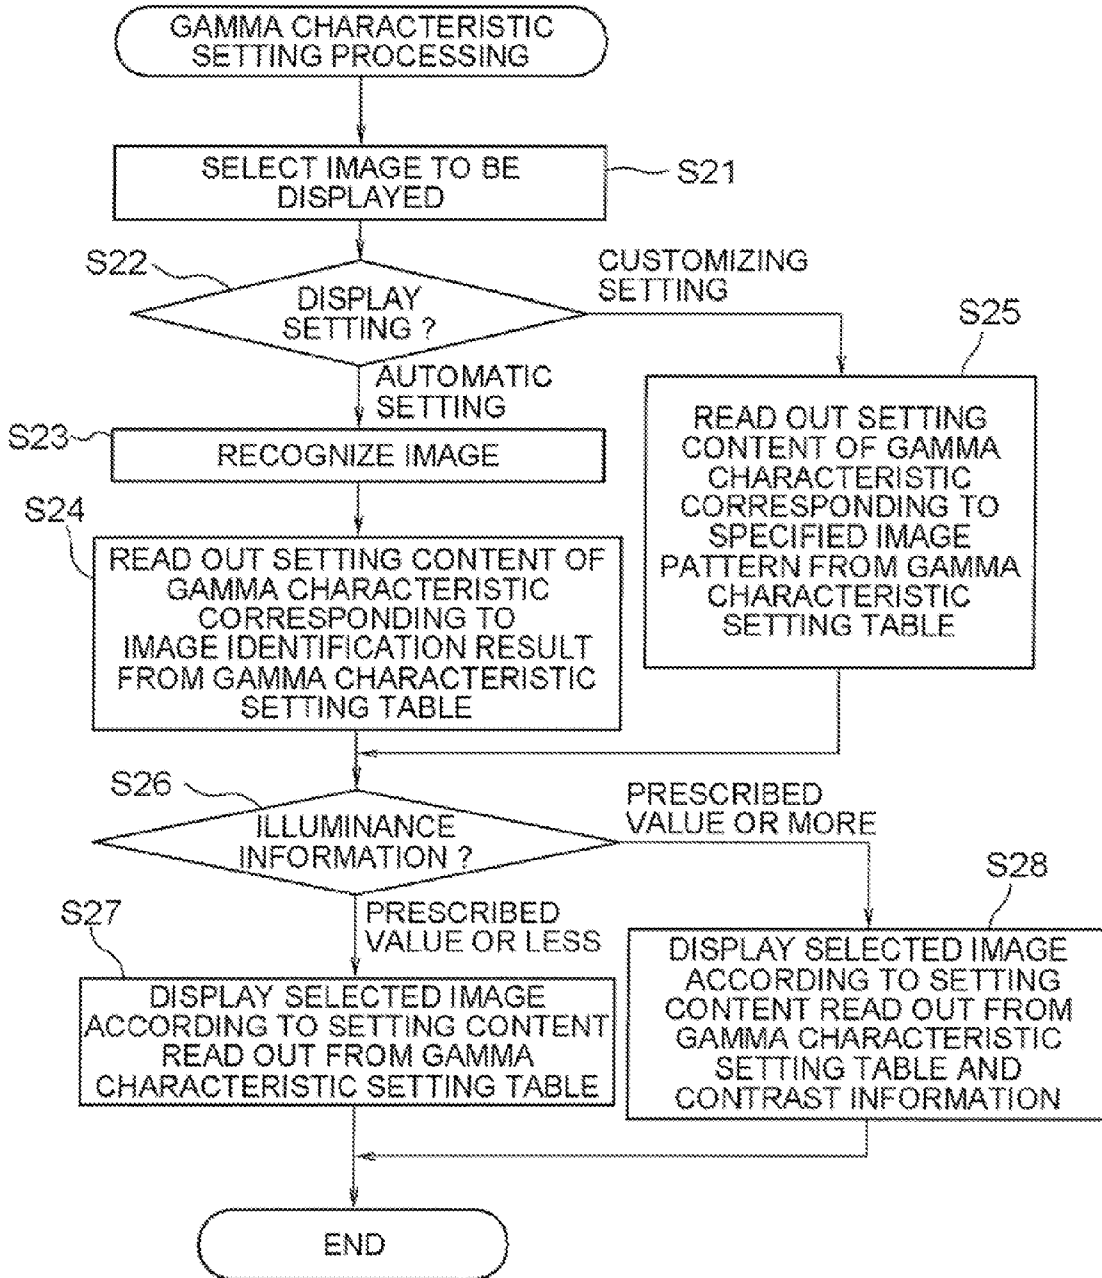 GAMMA CHARACTERISTIC
SETTING PROCESSING
SELECT IMAGE TO BE
DISPLAYED
S21
S22
DISPLAY
SETTING ?
CUSTOMIZING
SETTING
AUTOMATIC
SETTING
S23
RECOGNIZE IMAGE
S24
READ OUT SETTING CONTENT OF
GAMMA CHARACTERISTIC
CORRESPONDING TO
IMAGE IDENTIFICATION RESULT
FROM GAMMA CHARACTERISTIC
SETTING TABLE
S25
READ OUT SETTING
CONTENT OF GAMMA
CHARACTERISTIC
CORRESPONDING TO
SPECIFIED IMAGE
PATTERN FROM GAMMA
CHARACTERISTIC
SETTING TABLE
S26
ILLUMINANCE
INFORMATION ?
PRESCRIBED
VALUE OR MORE
PRESCRIBED
VALUE OR LESS
S27
DISPLAY SELECTED IMAGE
ACCORDING TO SETTING CONTENT
READ OUT FROM GAMMA
CHARACTERISTIC SETTING TABLE
S28
DISPLAY SELECTED IMAGE
ACCORDING TO SETTING
CONTENT READ OUT FROM
GAMMA CHARACTERISTIC
SETTING TABLE AND
CONTRAST INFORMATION
END